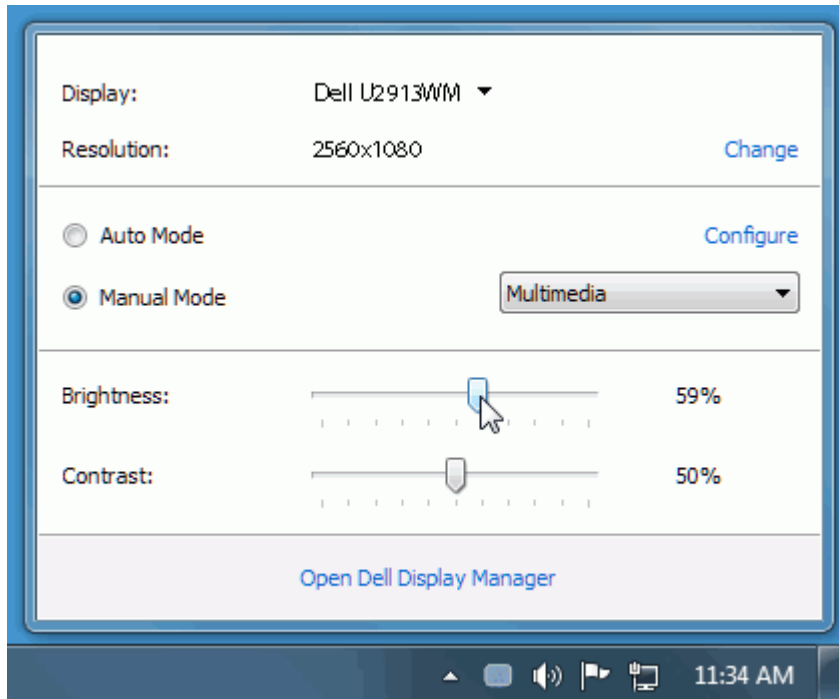 Display: Dell U2913WM
Resolution: 2560x1080 Change
Auto Mode Configure
Manual Mode Multimedia
Brightness: 59%
Contrast: 50%
Open Dell Display Manager
11:34 AM